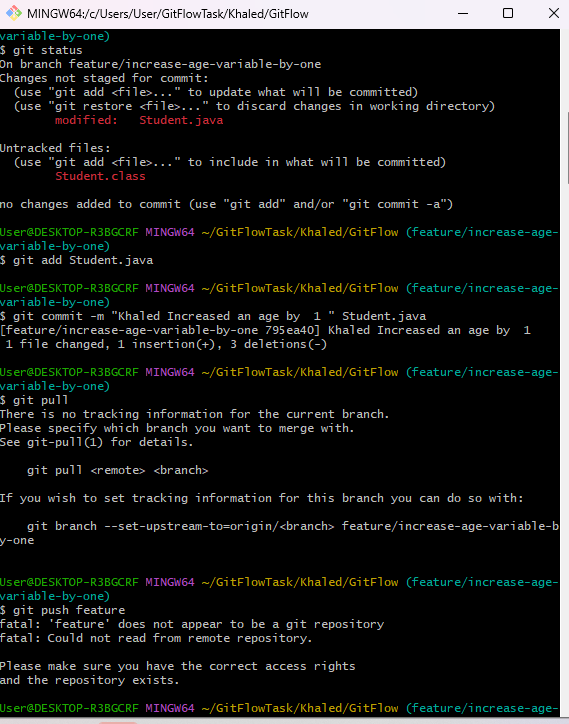 MINGW64:/c/Users/User/GitFlowTask/Khaled/GitFlow
variable-by-one)
$ git status
On branch feature/increase-age-variable-by-one
Changes not staged for commit:
  (use "git add <file>..." to update what will be committed)
  (use "git restore <file>..." to discard changes in working directory)
        modified:   Student.java

Untracked files:
  (use "git add <file>..." to include in what will be committed)
        Student.class

no changes added to commit (use "git add" and/or "git commit -a")

User@DESKTOP-R3BGCRF MINGW64 ~/GitFlowTask/Khaled/GitFlow (feature/increase-age-
variable-by-one)
$ git add Student.java

User@DESKTOP-R3BGCRF MINGW64 ~/GitFlowTask/Khaled/GitFlow (feature/increase-age-
variable-by-one)
$ git commit -m "Khaled Increased an age by  1 " Student.java
[feature/increase-age-variable-by-one 795ea40] Khaled Increased an age by  1
 1 file changed, 1 insertion(+), 3 deletions(-)

User@DESKTOP-R3BGCRF MINGW64 ~/GitFlowTask/Khaled/GitFlow (feature/increase-age-
variable-by-one)
$ git pull
There is no tracking information for the current branch.
Please specify which branch you want to merge with.
See git-pull(1) for details.

    git pull <remote> <branch>

If you wish to set tracking information for this branch you can do so with:

    git branch --set-upstream-to=origin/<branch> feature/increase-age-variable-b
y-one


User@DESKTOP-R3BGCRF MINGW64 ~/GitFlowTask/Khaled/GitFlow (feature/increase-age-
variable-by-one)
$ git push feature
fatal: 'feature' does not appear to be a git repository
fatal: Could not read from remote repository.

Please make sure you have the correct access rights
and the repository exists.

User@DESKTOP-R3BGCRF MINGW64 ~/GitFlowTask/Khaled/GitFlow (feature/increase-age-